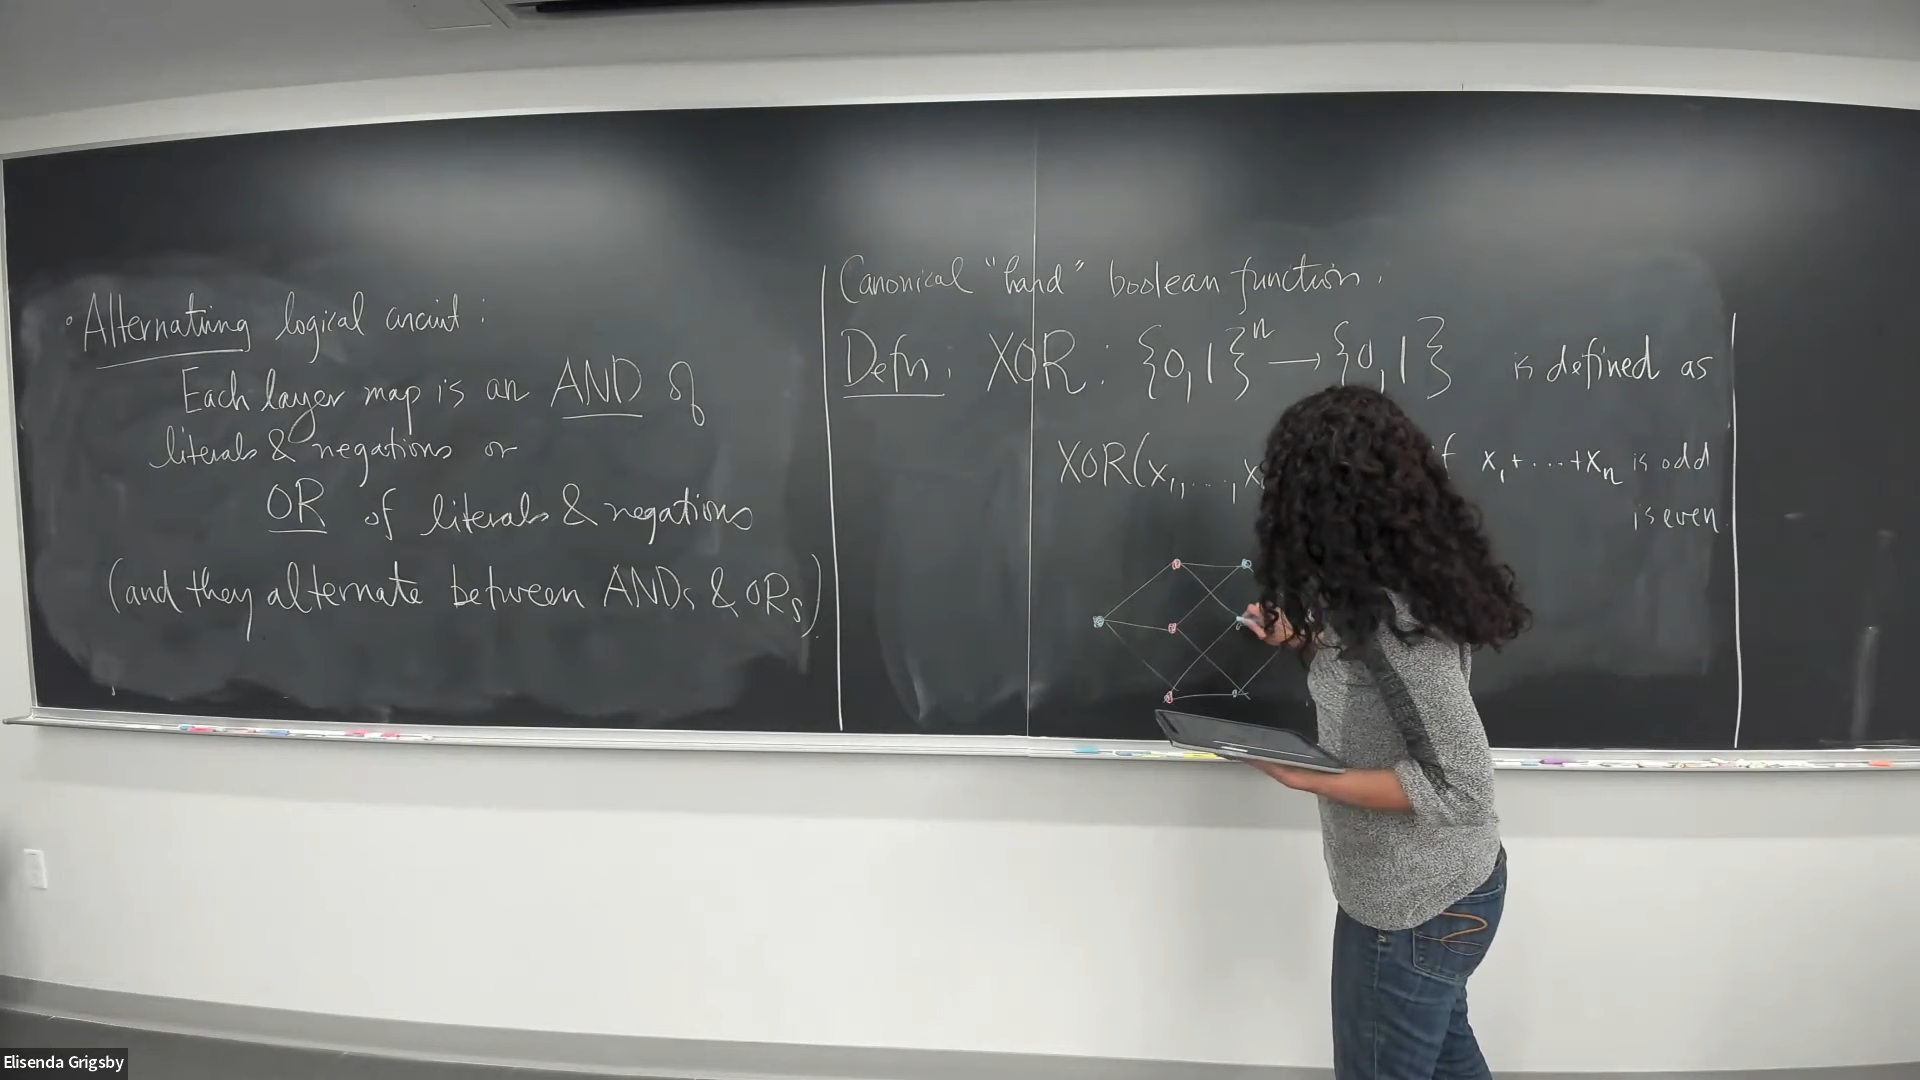 • Alternating logical circuit:
Each layer map is an AND of
literals & negations or
OR of literals & negations
(and they alternate between ANDs & ORs)
Canonical "hard" boolean function.
Defn: XOR: {0,1}ⁿ → {0,1} is defined as
XOR(x₁,...,x f x₁+...+xₙ is odd
is even.
Elisenda Grigsby